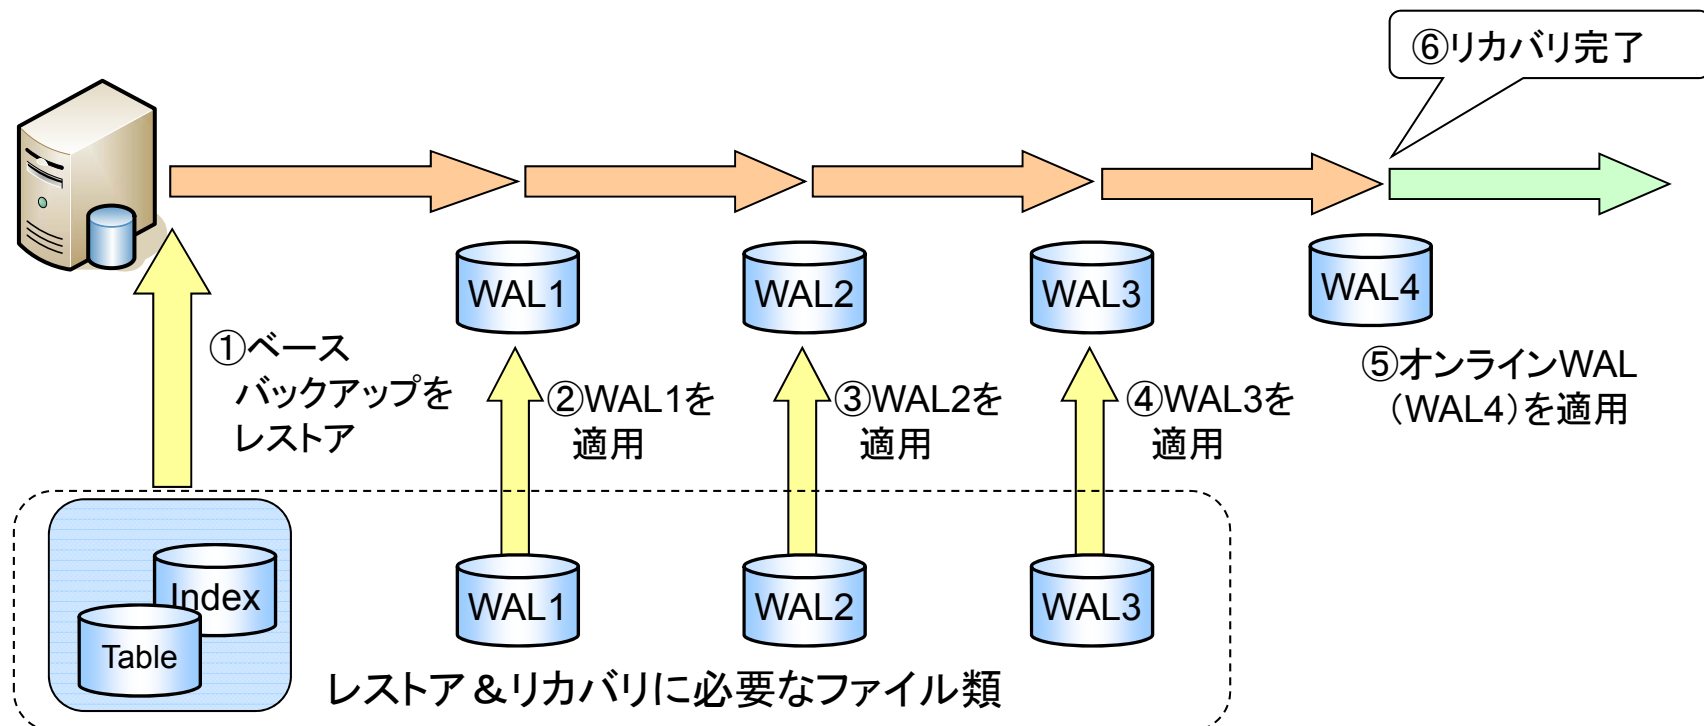 ⑥リカバリ完了
WAL1
WAL2
WAL3
WAL4
①ベース
バックアップを
レストア
②WAL1を
適用
③WAL2を
適用
④WAL3を
適用
⑤オンラインWAL
（WAL4）を適用
Index
Table
WAL1
WAL2
WAL3
レストア＆リカバリに必要なファイル類